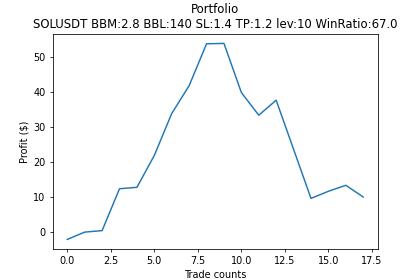 Portfolio
SOLUSDT BBM:2.8 BBL:140 SL:1.4 TP:1.2 lev:10 WinRatio:67.0
Profit ($)
50
40
30
20
10
0
0.0 2.5 5.0 7.5 10.0 12.5 15.0 17.5
Trade counts